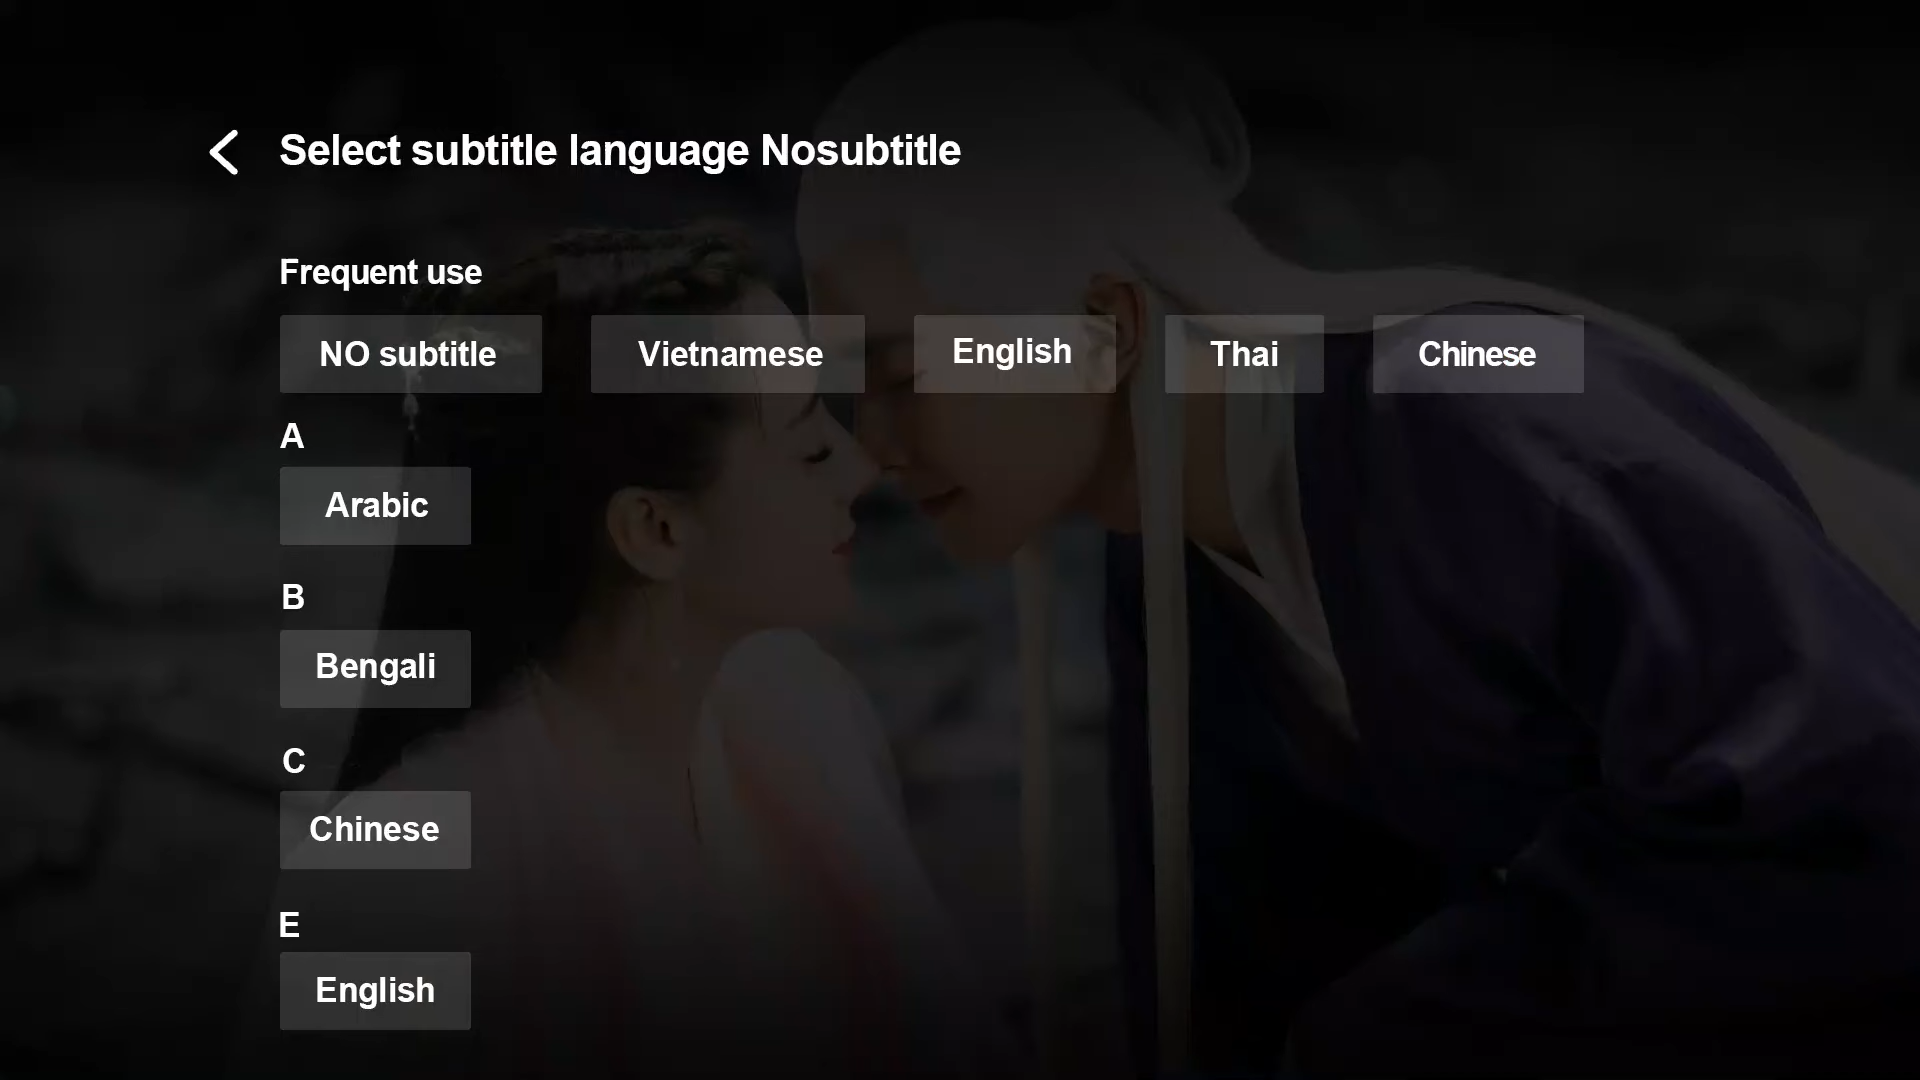 Select subtitle language Nosubtitle
Frequent use
NO subtitle Vietnamese English Thai Chinese
A
Arabic
B
Bengali
C
Chinese
E
English